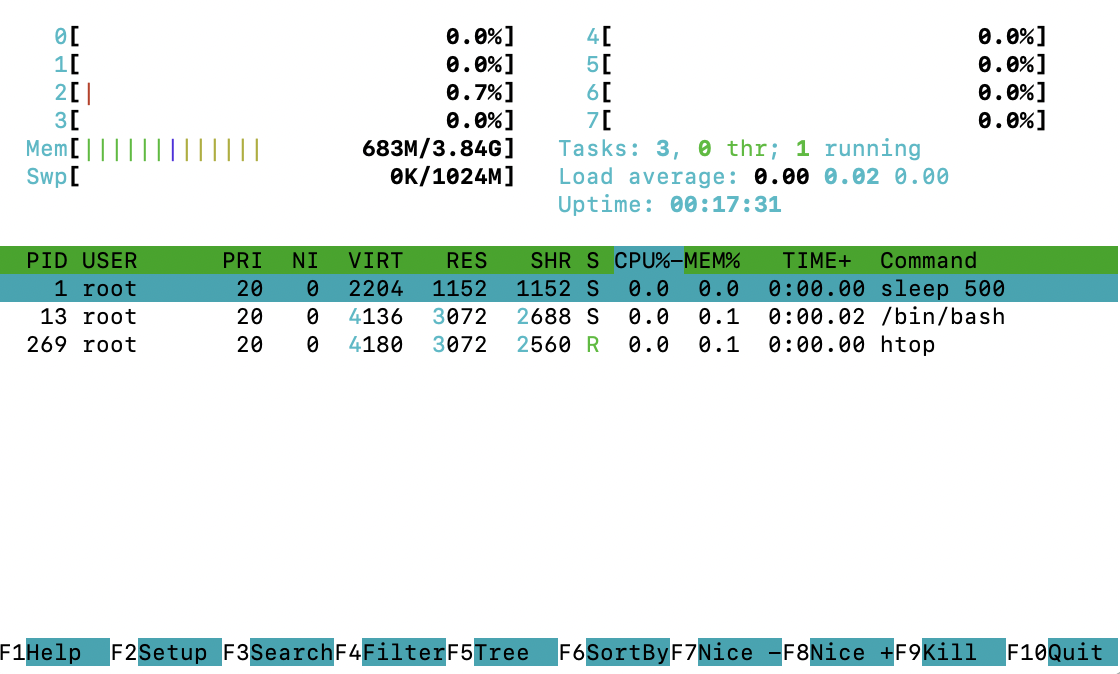 0[ 0.0%] 4[ 0.0%]
1[ 0.0%] 5[ 0.0%]
2[| 0.7%] 6[ 0.0%]
3[ 0.0%] 7[ 0.0%]
Mem[||||||||||||| 683M/3.84G] Tasks: 3, 0 thr; 1 running
Swp[ 0K/1024M] Load average: 0.00 0.02 0.00
Uptime: 00:17:31
PID USER PRI NI VIRT RES SHR S CPU%−MEM% TIME+ Command
1 root 20 0 2204 1152 1152 S 0.0 0.0 0:00.00 sleep 500
13 root 20 0 4136 3072 2688 S 0.0 0.1 0:00.02 /bin/bash
269 root 20 0 4180 3072 2560 R 0.0 0.1 0:00.00 htop
F1Help F2Setup F3SearchF4FilterF5Tree F6SortByF7Nice −F8Nice +F9Kill F10Quit